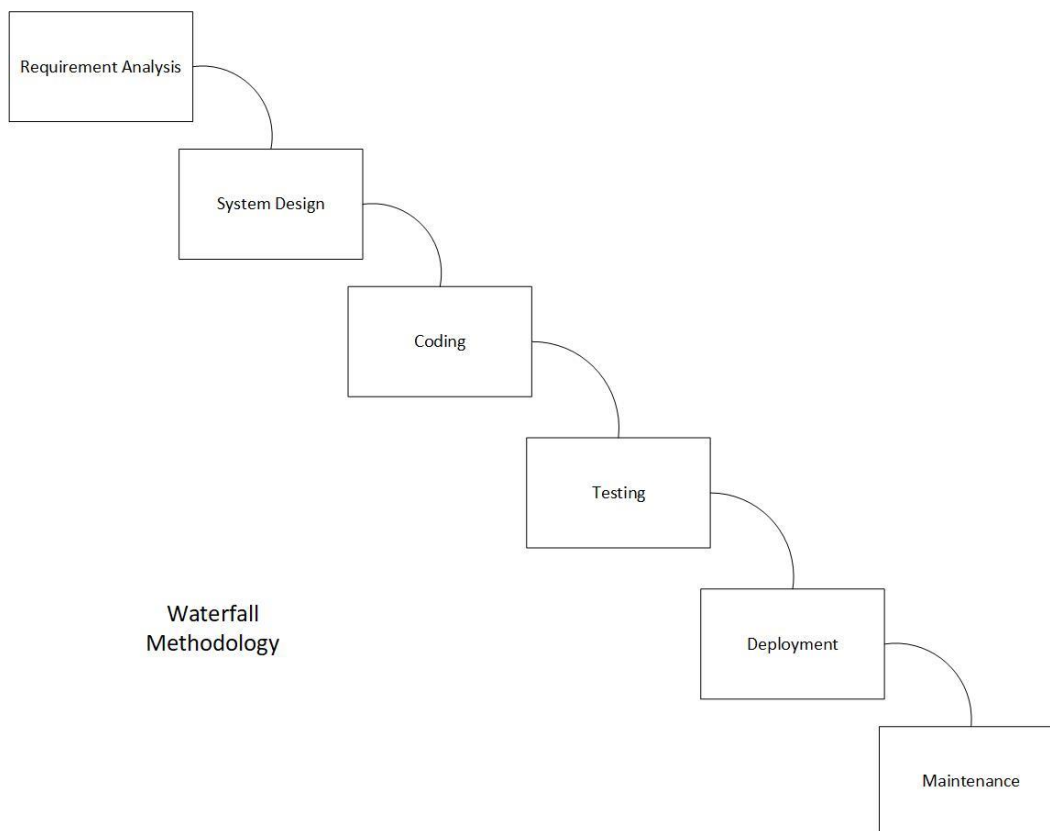 Requirement Analysis
System Design
Coding
Testing
Waterfall
Methodology
Deployment
Maintenance